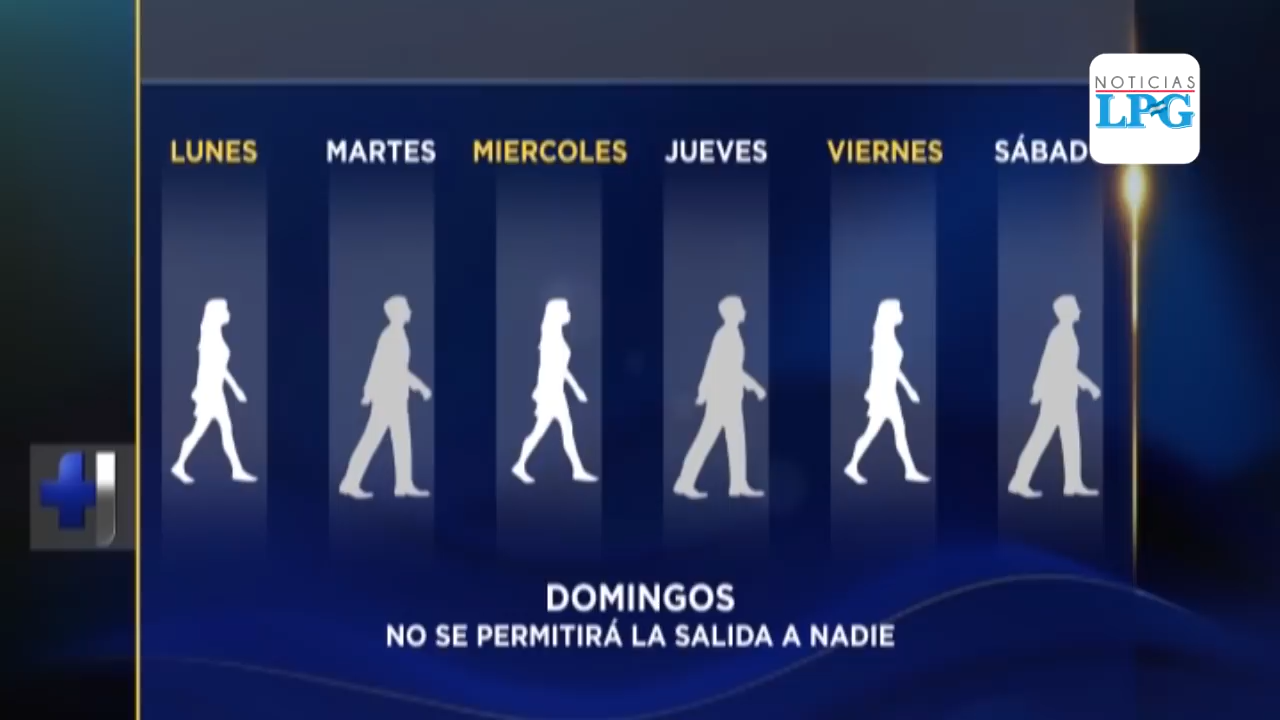 NOTICIAS
LPG
LUNES
MARTES
MIERCOLES
JUEVES
VIERNES
SÁBAD
DOMINGOS
NO SE PERMITIRÁ LA SALIDA A NADIE